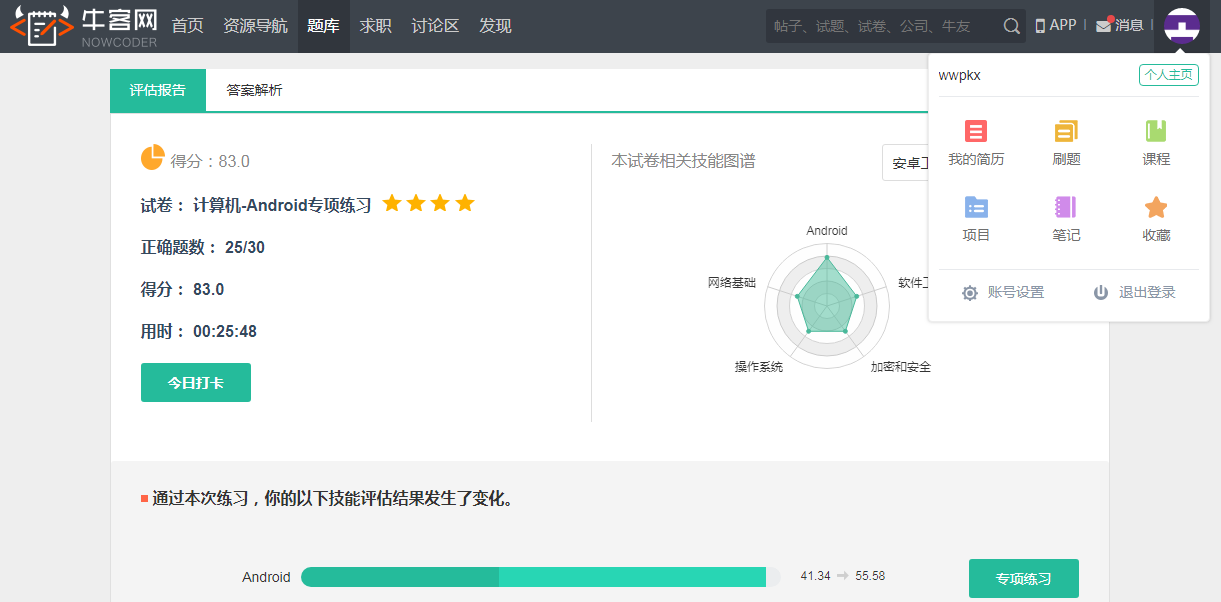 牛客网
NOWCODER
首页 资源导航 题库 求职 讨论区 发现
帖子、试题、试卷、公司、牛友
APP
消息
评估报告
答案解析
wwpkx
个人主页
我的简历 刷题 课程
项目 笔记 收藏
账号设置 退出登录
得分：83.0
试卷： 计算机-Android专项练习
正确题数： 25/30
得分： 83.0
用时： 00:25:48
今日打卡
本试卷相关技能图谱
安卓工
Android
网络基础
软件工
操作系统
加密和安全
通过本次练习，你的以下技能评估结果发生了变化。
Android
41.34 55.58
专项练习